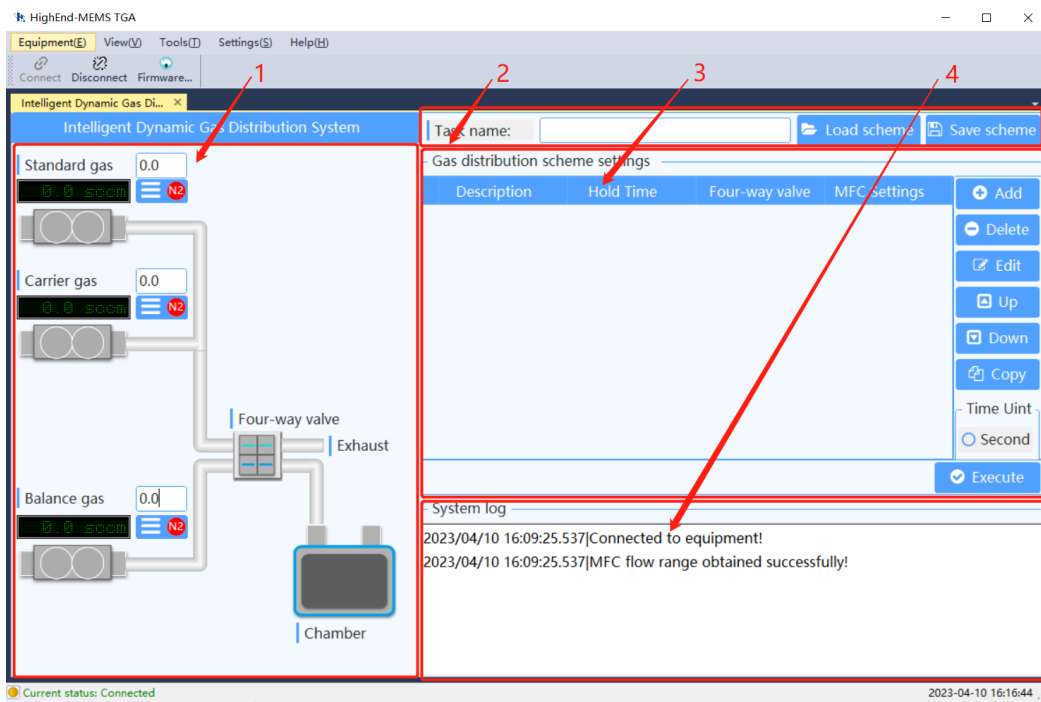 HighEnd-MEMS TGA
Equipment(E) View(V) Tools(T) Settings(S) Help(H)
Connect Disconnect Firmware...
1 2 3 4
Intelligent Dynamic Gas Di... ×
Intelligent Dynamic Gas Distribution System
Task name: Load scheme Save scheme
Standard gas 0.0
0.0 sccm N2
Carrier gas 0.0
0.0 sccm N2
Four-way valve
Exhaust
Balance gas 0.0
0.0 sccm N2
Chamber
Gas distribution scheme settings
Description Hold Time Four-way valve MFC Settings
Add
Delete
Edit
Up
Down
Copy
Time Uint
Second
Execute
System log
2023/04/10 16:09:25.537|Connected to equipment!
2023/04/10 16:09:25.537|MFC flow range obtained successfully!
Current status: Connected 2023-04-10 16:16:44